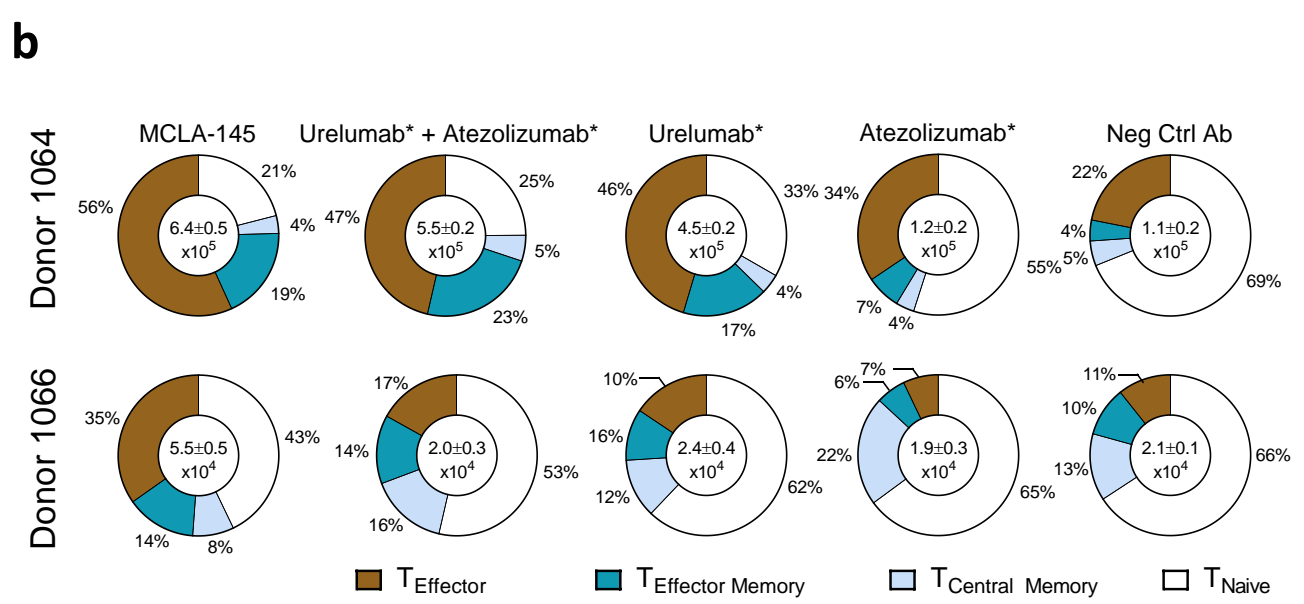 b
MCLA-145 Urelumab* + Atezolizumab* Urelumab* Atezolizumab* Neg Ctrl Ab
Donor 1064
56% 21% 4% 19% 6.4±0.5 x10⁵
47% 25% 5% 23% 5.5±0.2 x10⁵
46% 33% 4% 17% 4.5±0.2 x10⁵
34% 55% 4% 7% 1.2±0.2 x10⁵
22% 4% 5% 69% 1.1±0.2 x10⁵
Donor 1066
35% 43% 8% 14% 5.5±0.5 x10⁴
17% 14% 16% 53% 2.0±0.3 x10⁴
10% 16% 12% 62% 2.4±0.4 x10⁴
7% 6% 22% 65% 1.9±0.3 x10⁴
11% 10% 13% 66% 2.1±0.1 x10⁴
T Effector T Effector Memory T Central Memory T Naive